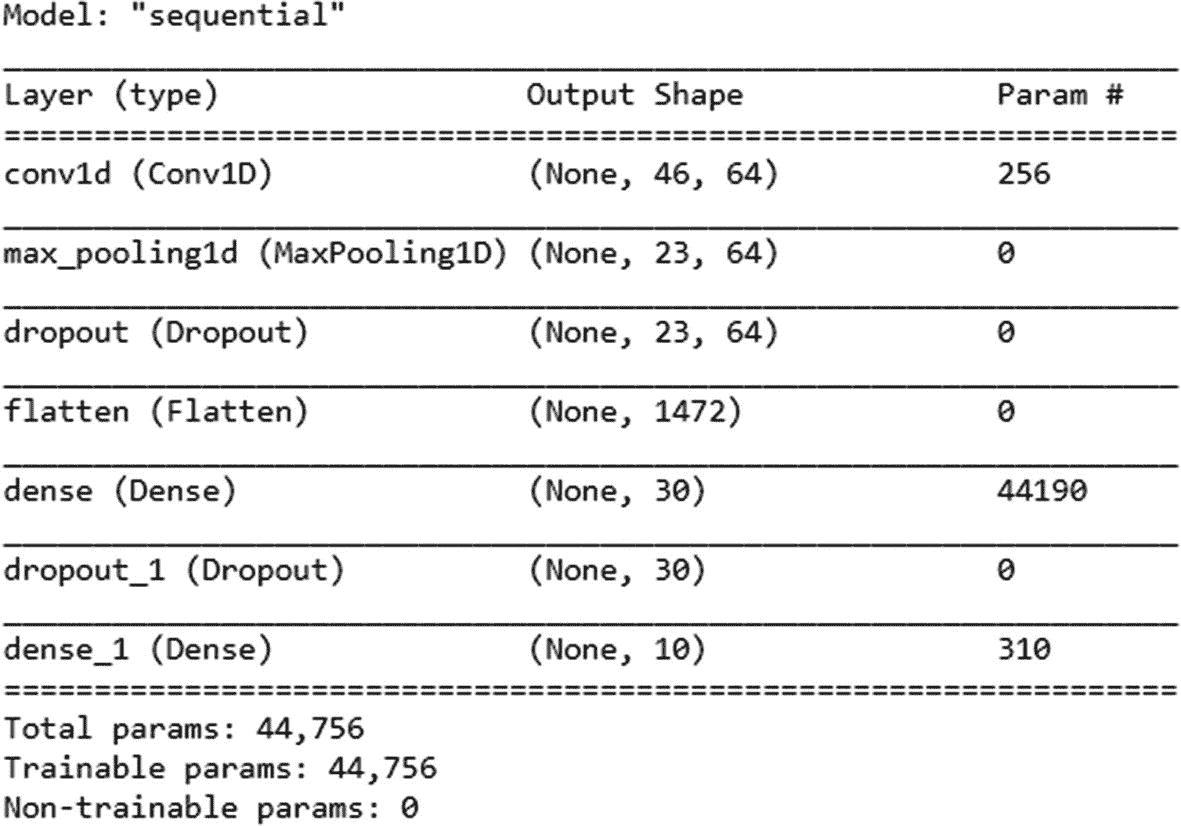 Model: "sequential"
Layer (type) Output Shape Param #
=================================================================
conv1d (Conv1D) (None, 46, 64) 256
max_pooling1d (MaxPooling1D) (None, 23, 64) 0
dropout (Dropout) (None, 23, 64) 0
flatten (Flatten) (None, 1472) 0
dense (Dense) (None, 30) 44190
dropout_1 (Dropout) (None, 30) 0
dense_1 (Dense) (None, 10) 310
=================================================================
Total params: 44,756
Trainable params: 44,756
Non-trainable params: 0